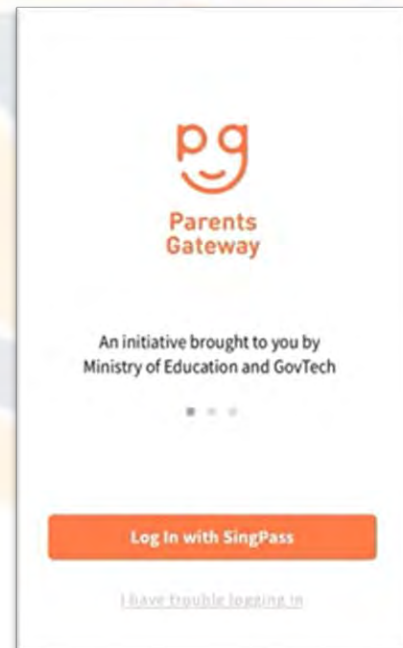 pg
Parents
Gateway
An initiative brought to you by
Ministry of Education and GovTech
Log In with SingPass
I have trouble logging in